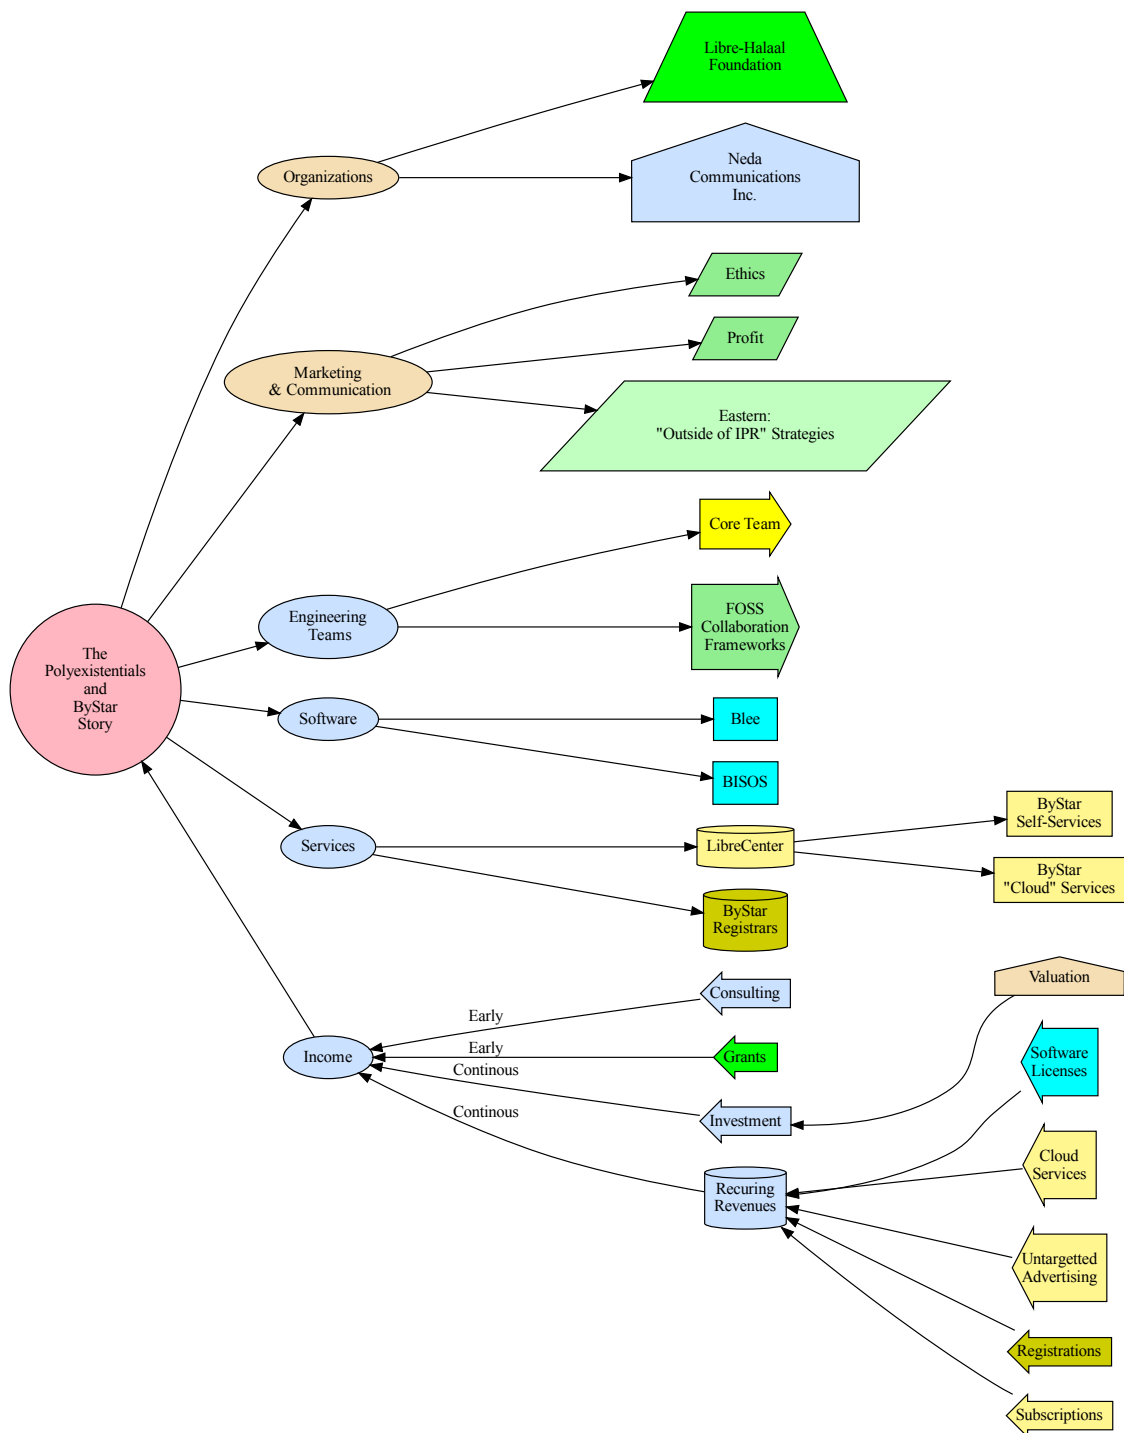 Libre-Halaal
Foundation
Organizations
Neda
Communications
Inc.
Ethics
Profit
Marketing
& Communication
Eastern:
"Outside of IPR" Strategies
Core Team
Engineering
Teams
FOSS
Collaboration
Frameworks
The
Polyexistentials
and
ByStar
Story
Software
Blee
BISOS
Services
LibreCenter
ByStar
Self-Services
ByStar
"Cloud" Services
ByStar
Registrars
Consulting
Valuation
Early
Income
Early
Grants
Continous
Software
Licenses
Continous
Investment
Recuring
Revenues
Cloud
Services
Untargetted
Advertising
Registrations
Subscriptions